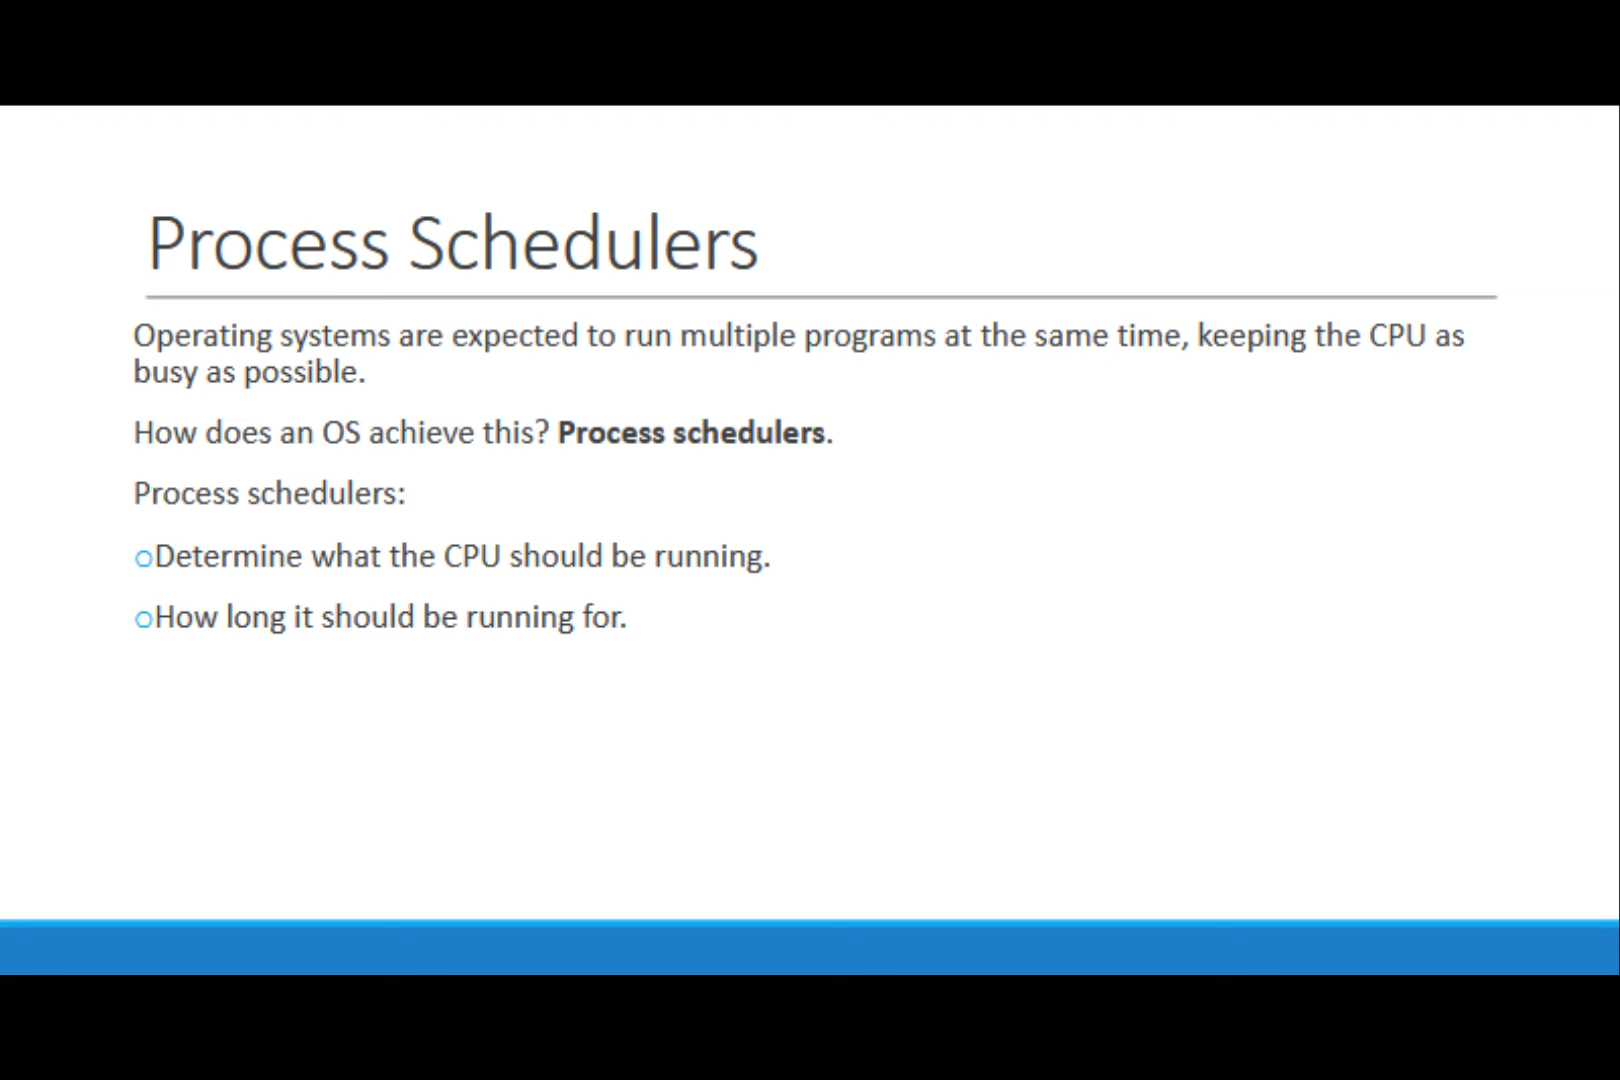 Process Schedulers
Operating systems are expected to run multiple programs at the same time, keeping the CPU as
busy as possible.
How does an OS achieve this? Process schedulers.
Process schedulers:
oDetermine what the CPU should be running.
oHow long it should be running for.